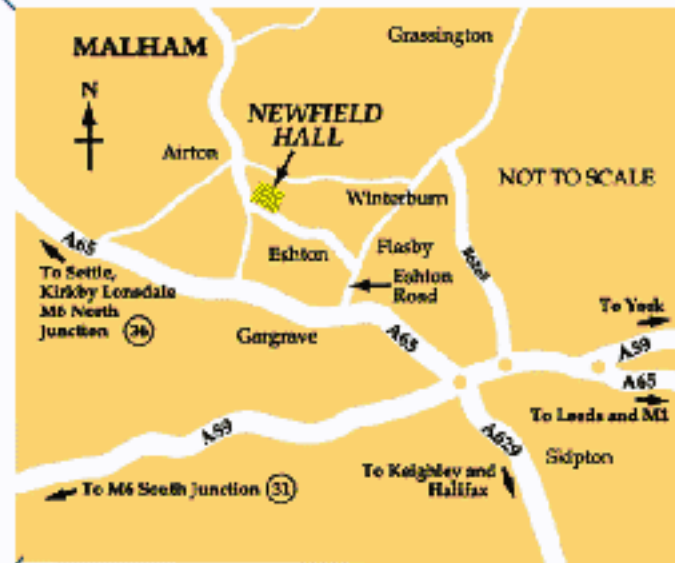 Grassington
MALHAM
N
NEWFIELD
HALL
Airton
NOT TO SCALE
Winterburn
A65
Eshton
Flasby
To Settle,
Kirkby Lonsdale
M6 North
Junction 36
Eshton
Road
To York
Gargrave
A65
A59
A65
To Leeds and M1
A59
A629
Skipton
To Keighley and
Halifax
To M6 South Junction 31